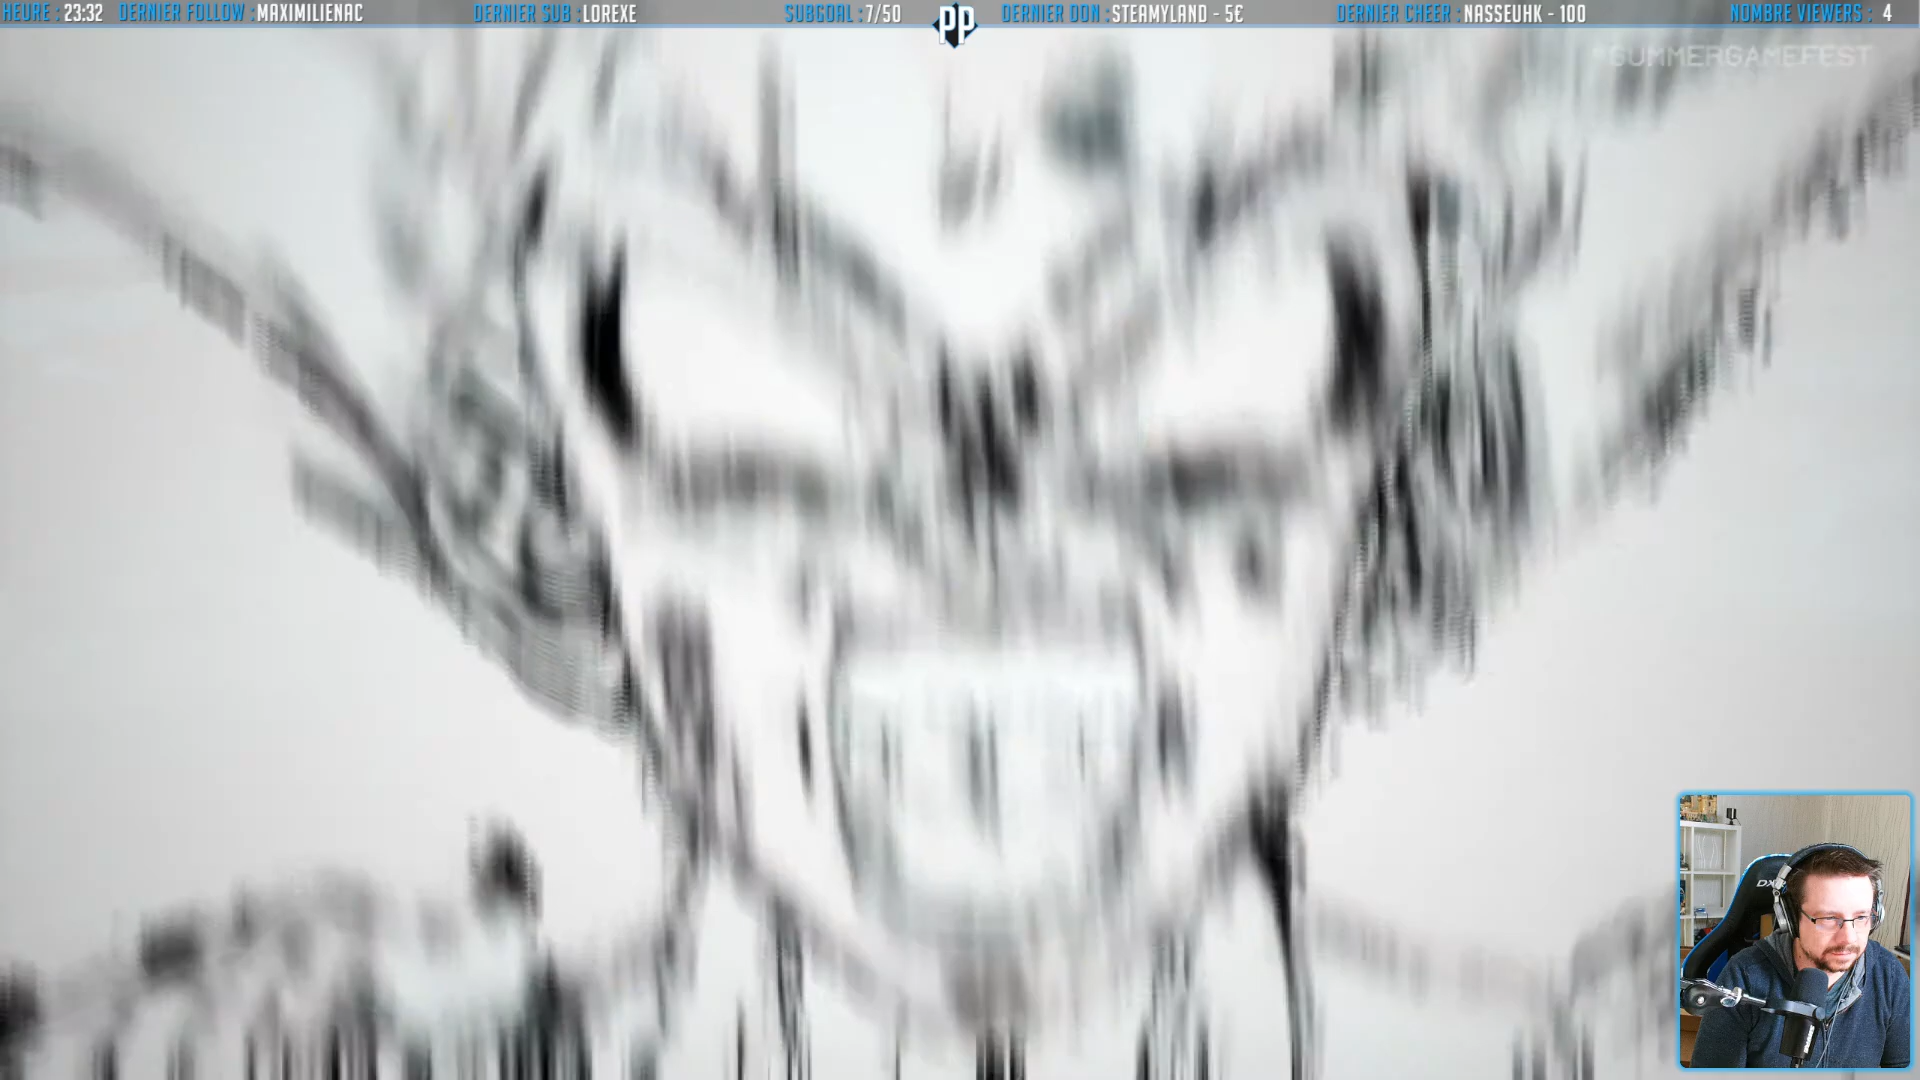 HEURE : 23:32 DERNIER FOLLOW : MAXIMILIENAC DERNIER SUB : LOREXE SUBGOAL : 7/50 PP DERNIER DON : STEAMYLAND - 5€ DERNIER CHEER : NASSEUHK - 100 NOMBRE VIEWERS : 4
#SUMMERGAMEFEST